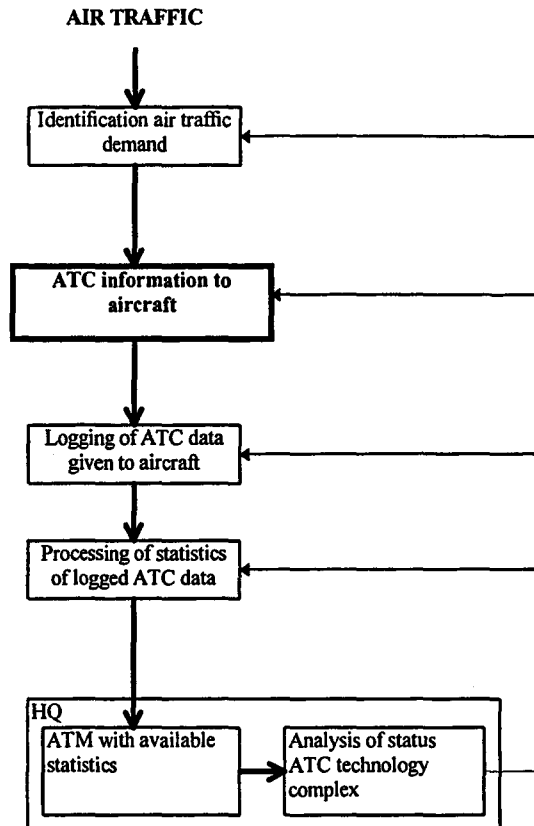 AIR TRAFFIC
Identification air traffic
demand
ATC information to
aircraft
Logging of ATC data
given to aircraft
Processing of statistics
of logged ATC data
HQ
ATM with available
statistics
Analysis of status
ATC technology
complex